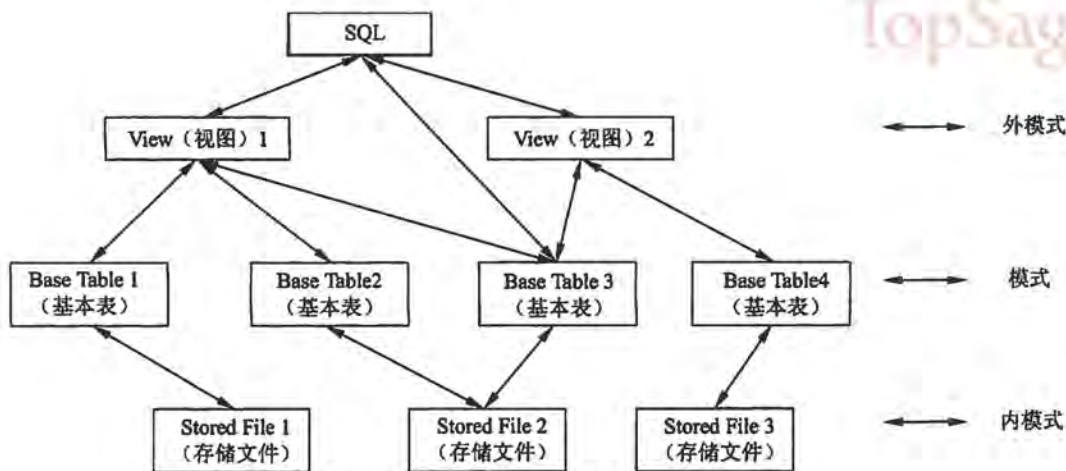 TopSag
SQL
View（视图）1
View（视图）2
外模式
Base Table 1
（基本表）
Base Table2
（基本表）
Base Table 3
（基本表）
Base Table4
（基本表）
模式
Stored File 1
（存储文件）
Stored File 2
（存储文件）
Stored File 3
（存储文件）
内模式